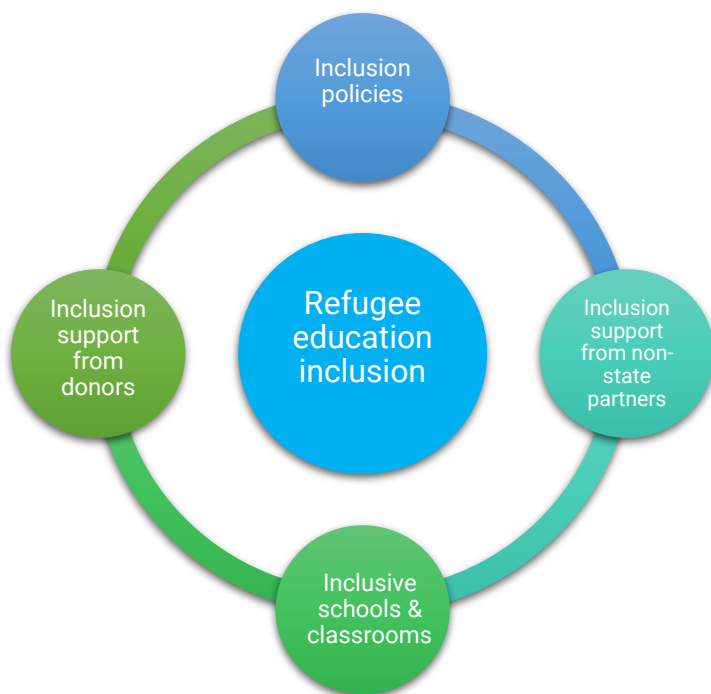 Inclusion
policies
Inclusion
support
from
donors
Refugee
education
inclusion
Inclusion
support
from non-
state
partners
Inclusive
schools &
classrooms